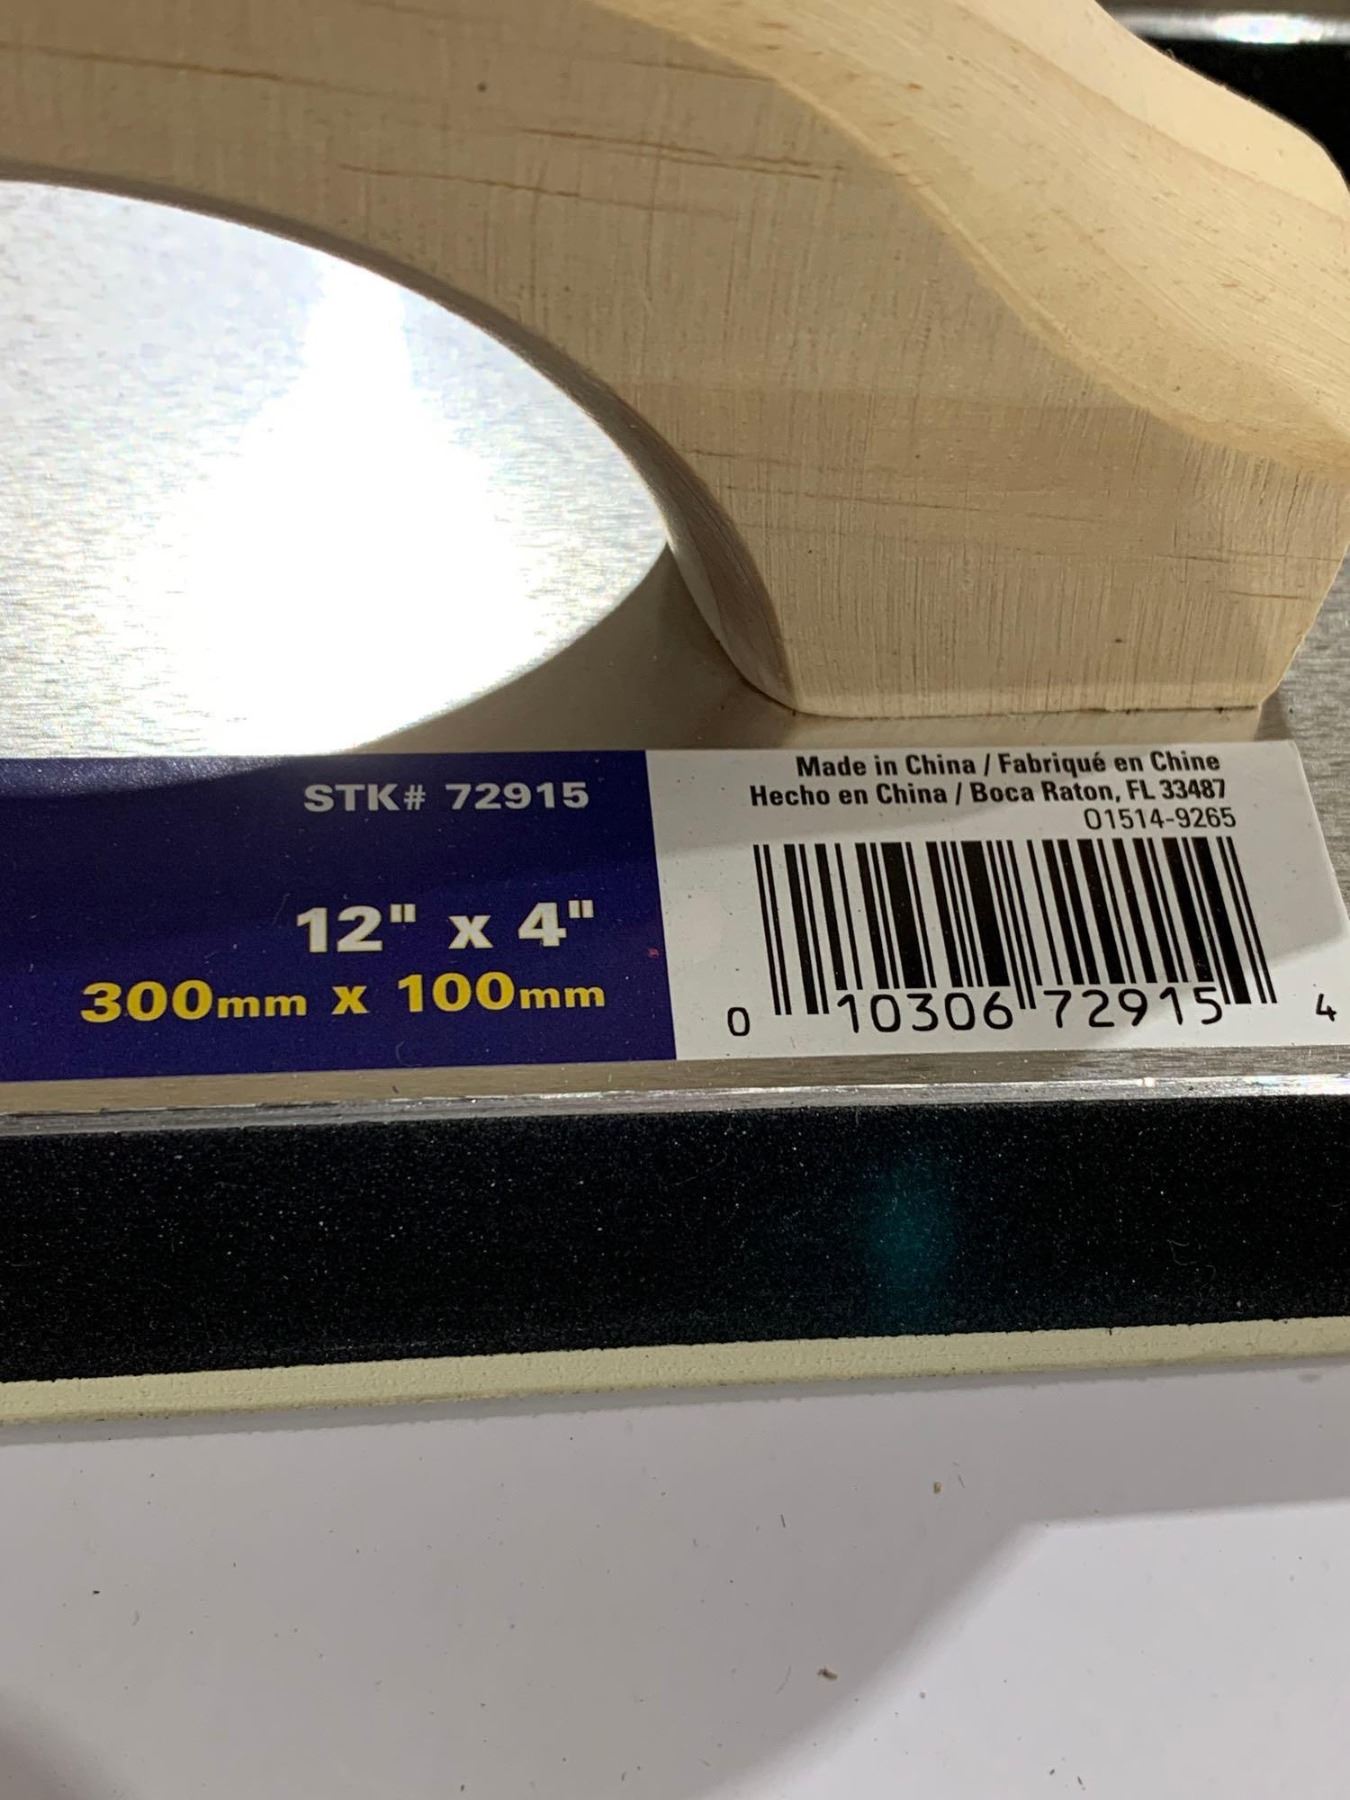 STK# 72915
12" x 4"
300mm x 100mm
Made in China / Fabriqué en Chine
Hecho en China / Boca Raton, FL 33487
01514-9265
0 10306 72915 4